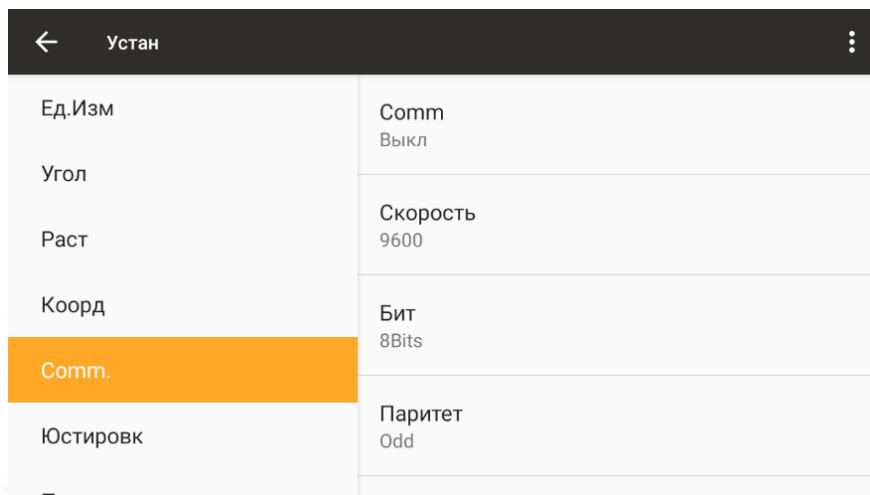 Устан
Ед.Изм
Угол
Раст
Коорд
Comm.
Юстировк
Comm
Выкл
Скорость
9600
Бит
8Bits
Паритет
Odd